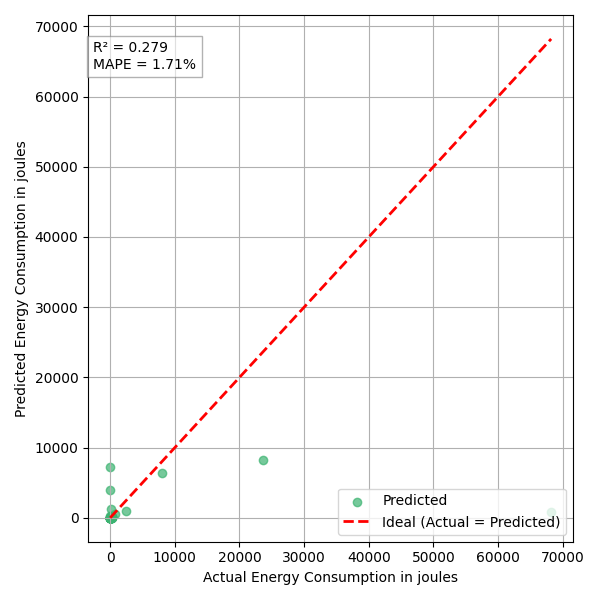 R² = 0.279
MAPE = 1.71%
70000
60000
50000
40000
30000
20000
10000
0
Predicted Energy Consumption in joules
Predicted
Ideal (Actual = Predicted)
0
10000
20000
30000
40000
50000
60000
70000
Actual Energy Consumption in joules